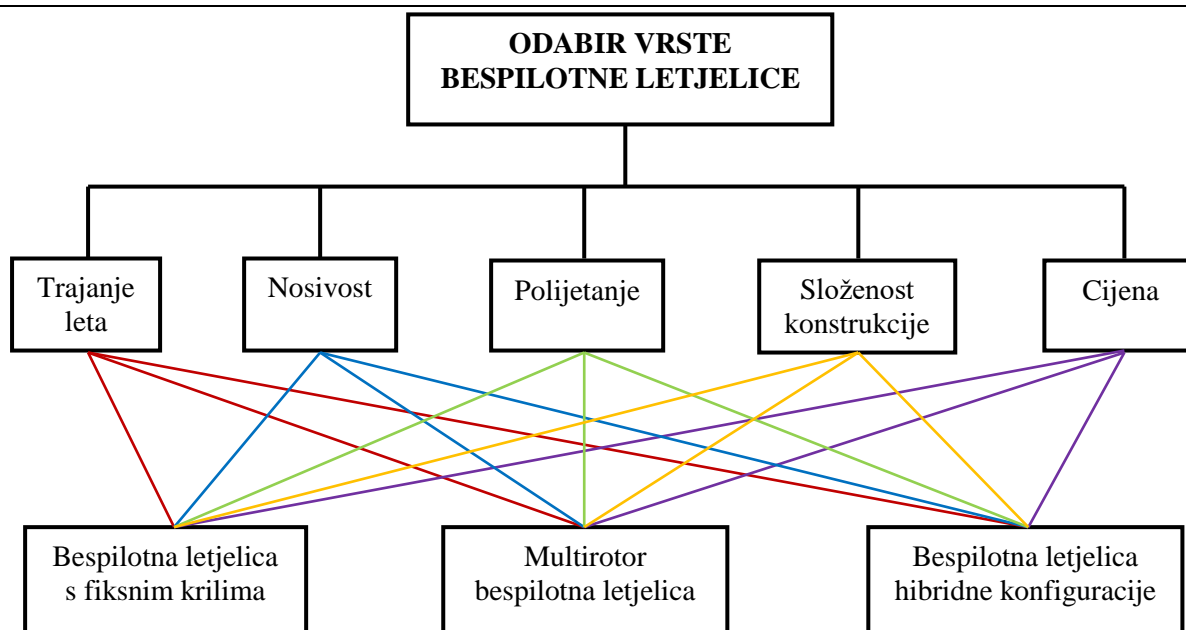 ODABIR VRSTE
BESPILOTNE LETJELICE
Trajanje
leta
Nosivost
Polijetanje
Složenost
konstrukcije
Cijena
Bespilotna letjelica
s fiksnim krilima
Multirotor
bespilotna letjelica
Bespilotna letjelica
hibridne konfiguracije